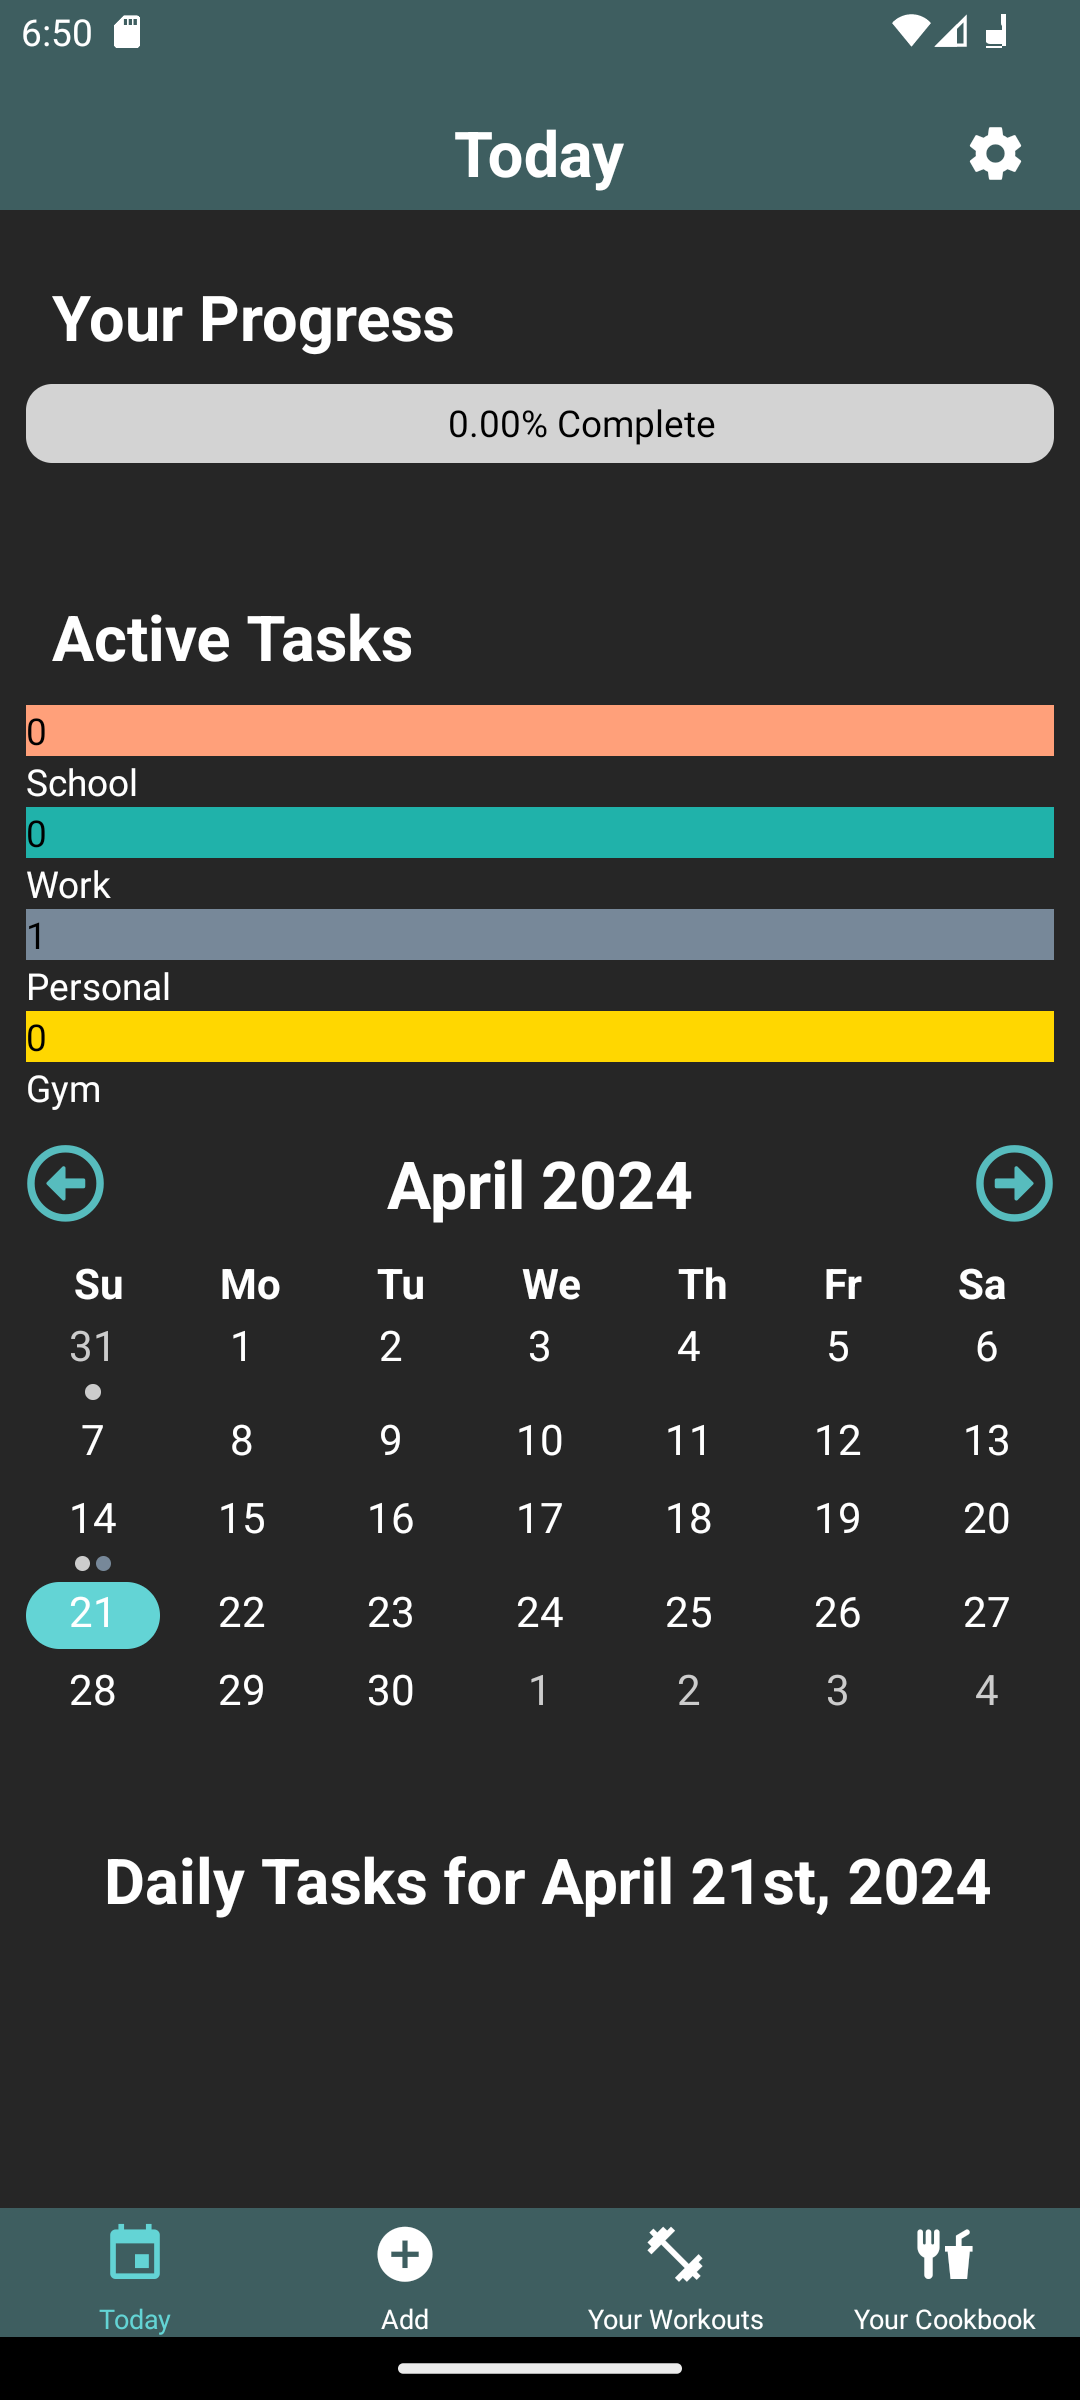 6:50
Today
Your Progress
0.00% Complete
Active Tasks
0
School
0
Work
1
Personal
0
Gym
April 2024
Su Mo Tu We Th Fr Sa
31 1 2 3 4 5 6
7 8 9 10 11 12 13
14 15 16 17 18 19 20
21 22 23 24 25 26 27
28 29 30 1 2 3 4
Daily Tasks for April 21st, 2024
Today Add Your Workouts Your Cookbook